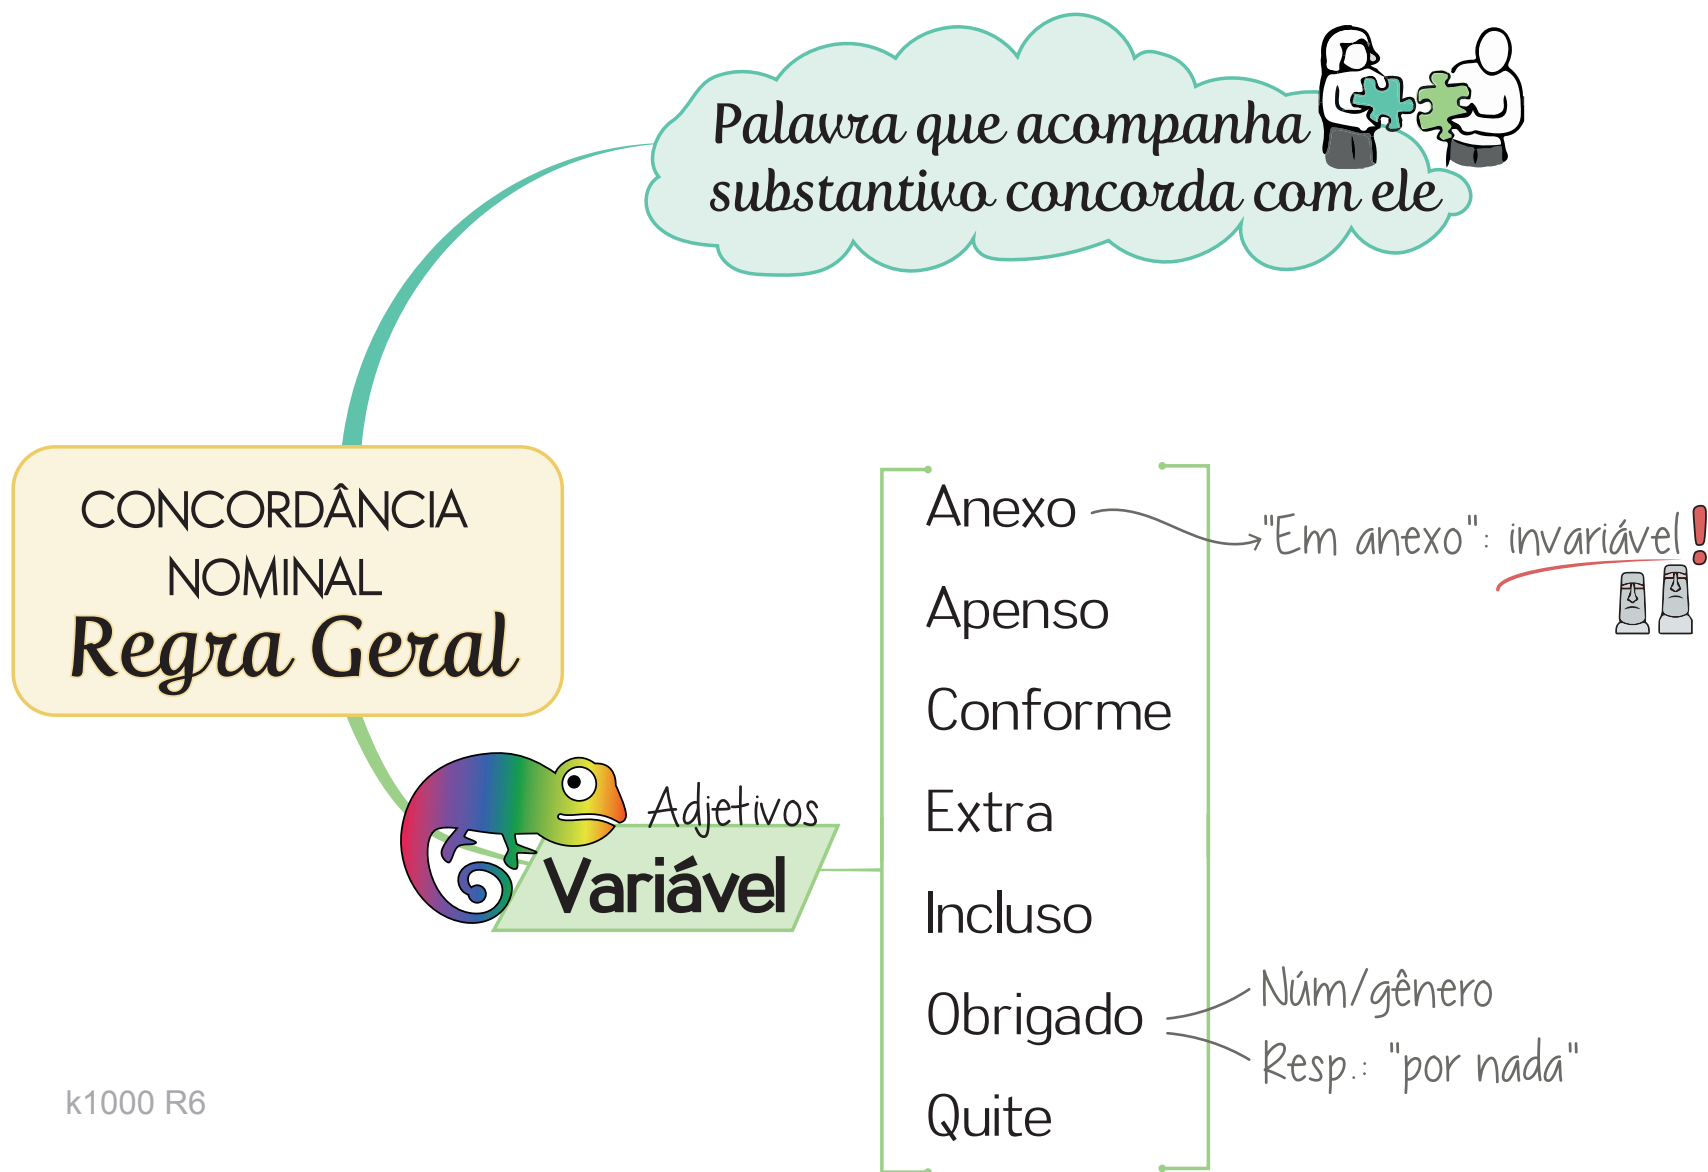 Palavra que acompanha
substantivo concorda com ele
CONCORDÂNCIA
NOMINAL
Regra Geral
Adjetivos
Variável
Anexo
"Em anexo": invariável!
Apenso
Conforme
Extra
Incluso
Obrigado
Núm/gênero
Resp.: "por nada"
Quite
k1000 R6